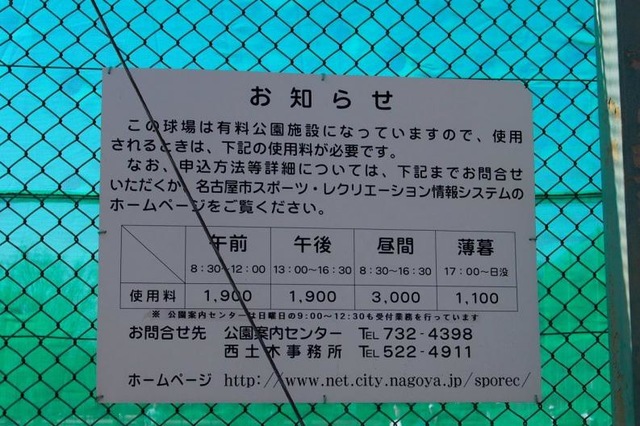 お知らせ
この球場は有料公園施設になっていますので、使用
されるときは、下記の使用料が必要です。
なお、申込方法等詳細については、下記までお問合せ
いただくか、名古屋市スポーツ・レクリエーション情報システムの
ホームページをご覧ください。
午前 午後 昼間 薄暮
8:30~12:00 13:00~16:30 8:30~16:30 17:00~日没
使用料 1,900 1,900 3,000 1,100
※ 公園案内センターは日曜日の9:00~12:30も受付業務を行っています
お問合せ先 公園案内センター TEL 732-4398
西土木事務所 TEL 522-4911
ホームページ http://www.net.city.nagoya.jp/sporec/